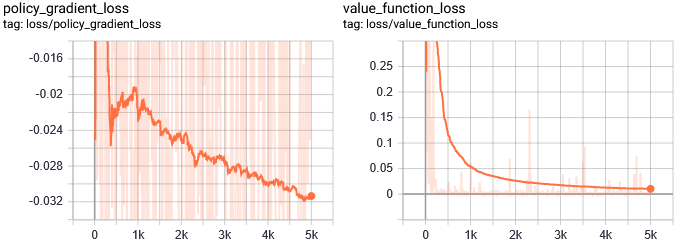 policy_gradient_loss
tag: loss/policy_gradient_loss
-0.016
-0.02
-0.024
-0.028
-0.032
0 1k 2k 3k 4k 5k
value_function_loss
tag: loss/value_function_loss
0.25
0.2
0.15
0.1
0.05
0
0 1k 2k 3k 4k 5k